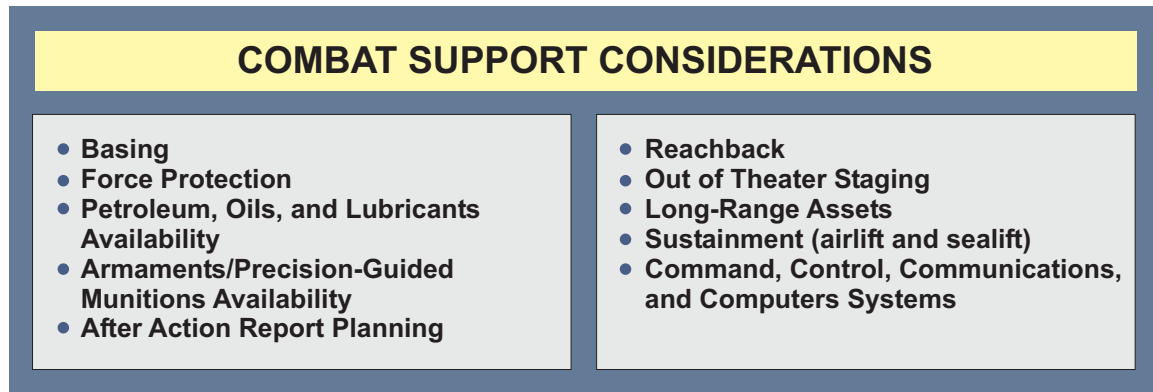 COMBAT SUPPORT CONSIDERATIONS
• Basing
• Force Protection
• Petroleum, Oils, and Lubricants
Availability
• Armaments/Precision-Guided
Munitions Availability
• After Action Report Planning
• Reachback
• Out of Theater Staging
• Long-Range Assets
• Sustainment (airlift and sealift)
• Command, Control, Communications,
and Computers Systems